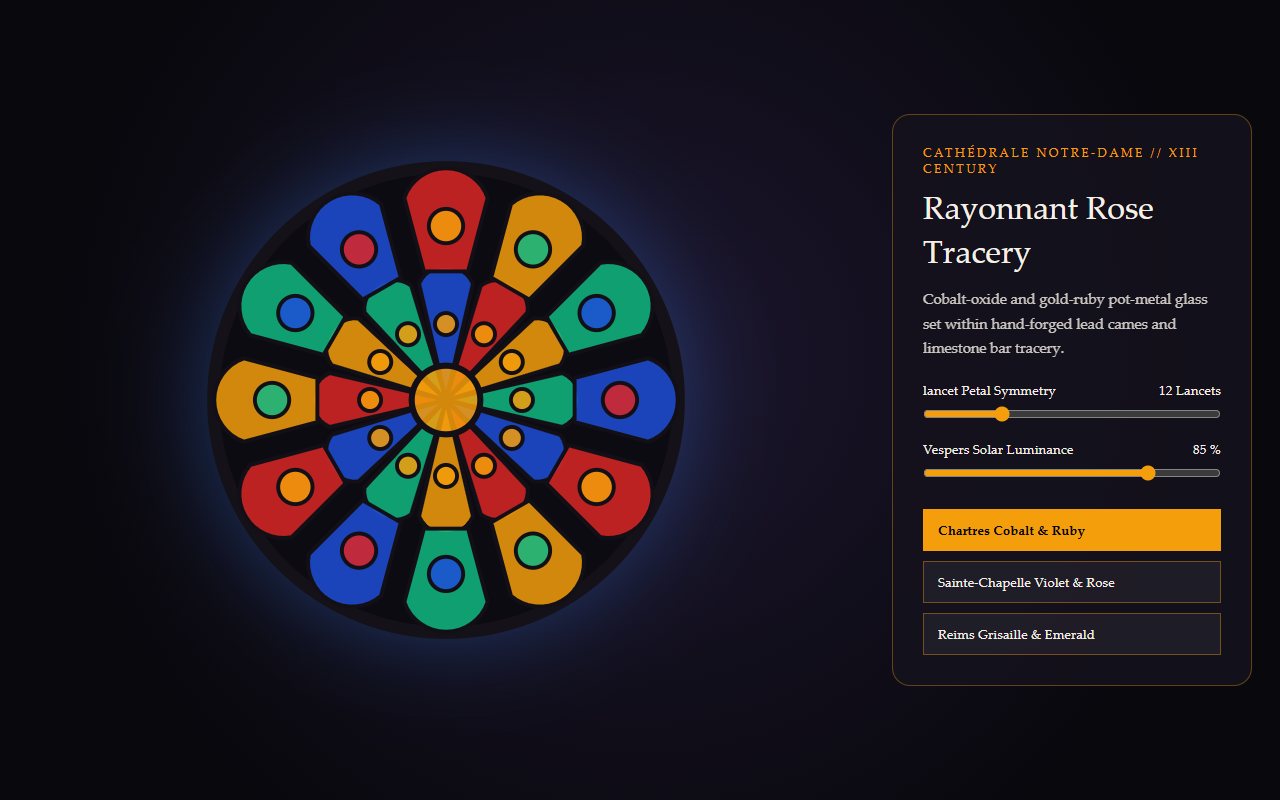 CATHÉDRALE NOTRE-DAME // XIII
CENTURY
Rayonnant Rose
Tracery
Cobalt-oxide and gold-ruby pot-metal glass
set within hand-forged lead cames and
limestone bar tracery.
lancet Petal Symmetry 12 Lancets
Vespers Solar Luminance 85 %
Chartres Cobalt & Ruby
Sainte-Chapelle Violet & Rose
Reims Grisaille & Emerald